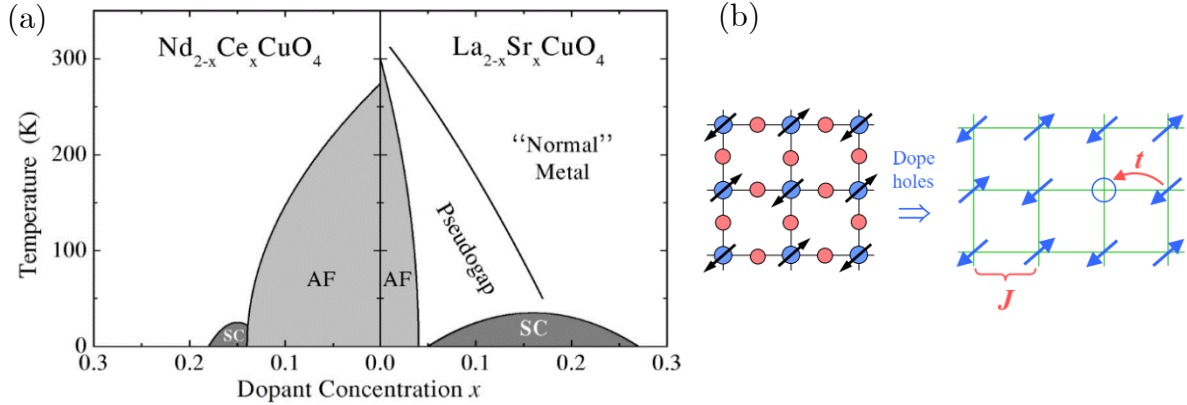 (a)
Nd2-xCexCuO4
La2-xSrxCuO4
Temperature (K)
300
200
100
0
“Norm”
“Normal”
Metal
Pseudogap
AF
AF
SC
SC
0.3
0.2
0.1
0.0
0.1
0.2
0.3
Dopant Concentration x
(b)
Dope
holes
⇒
t
J